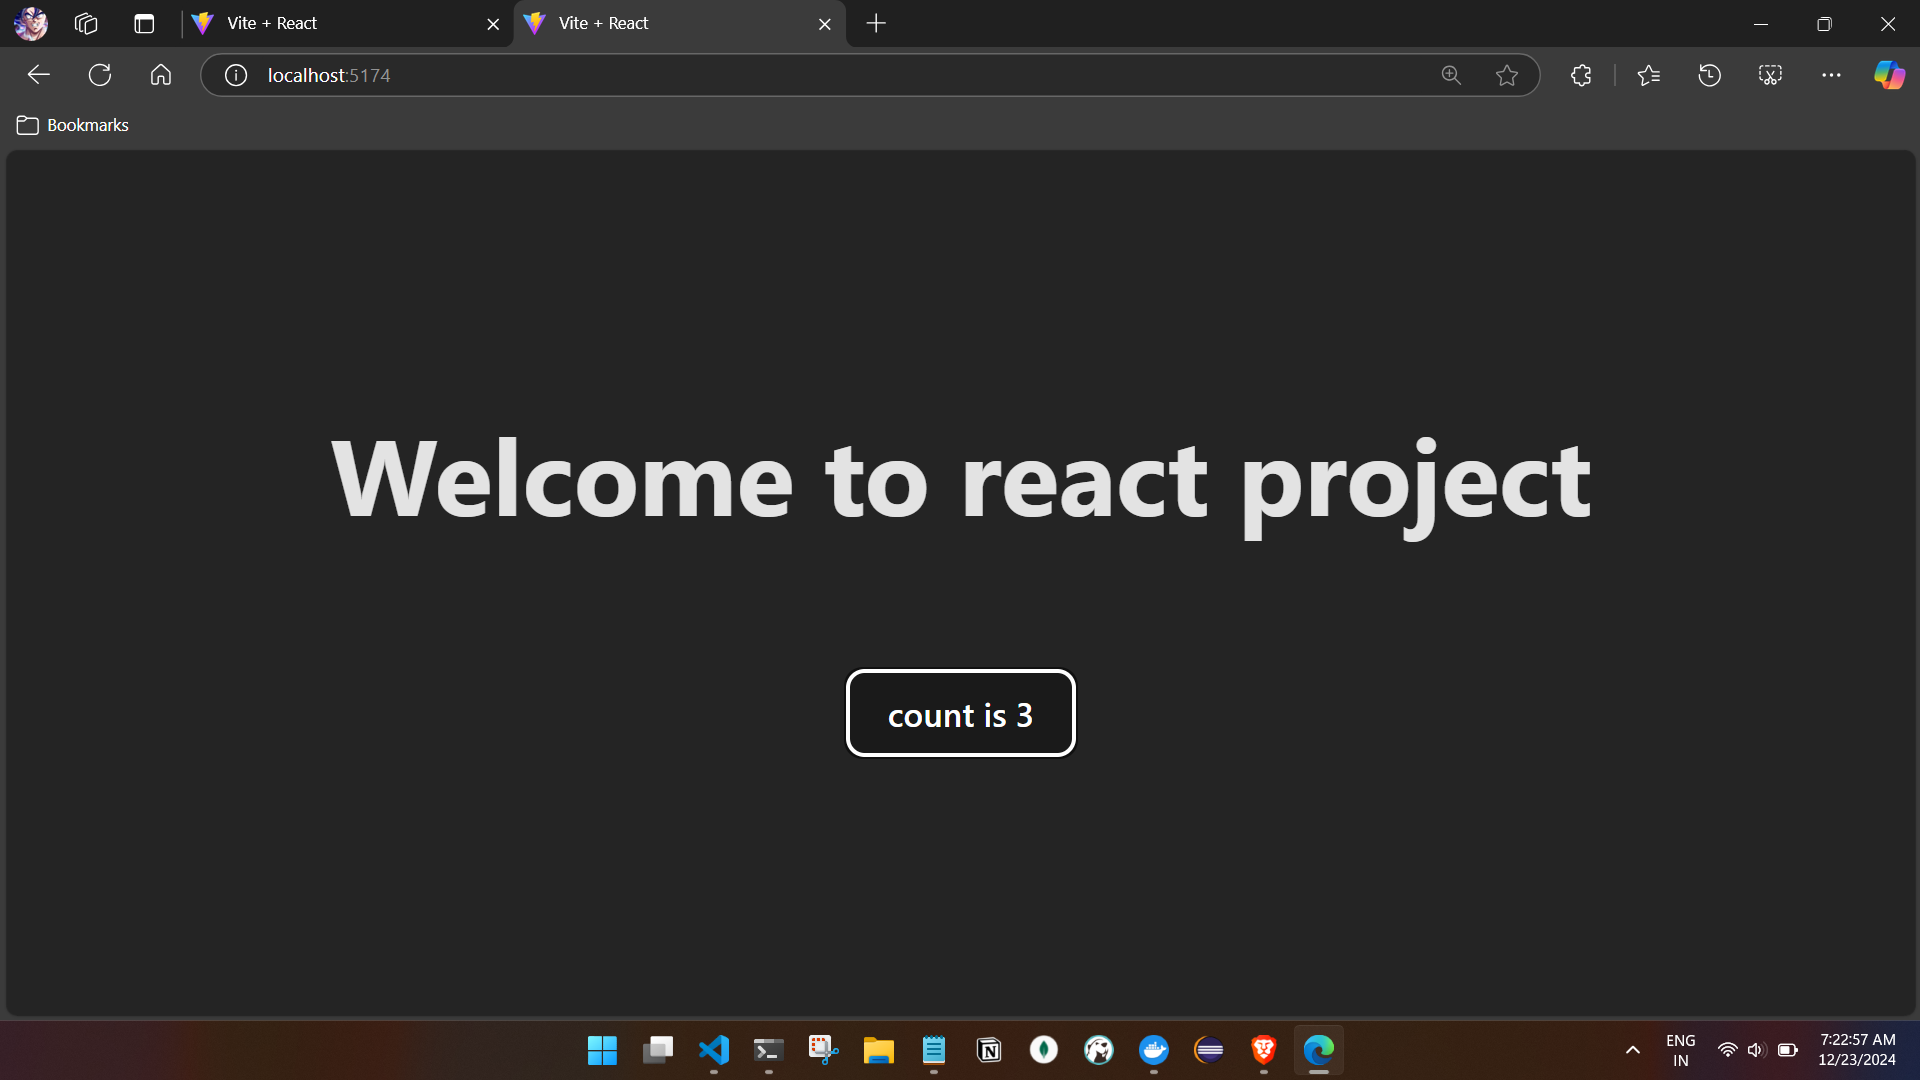 Vite + React
Vite + React
localhost:5174
Bookmarks
Welcome to react project
count is 3
ENG
IN
7:22:57 AM
12/23/2024